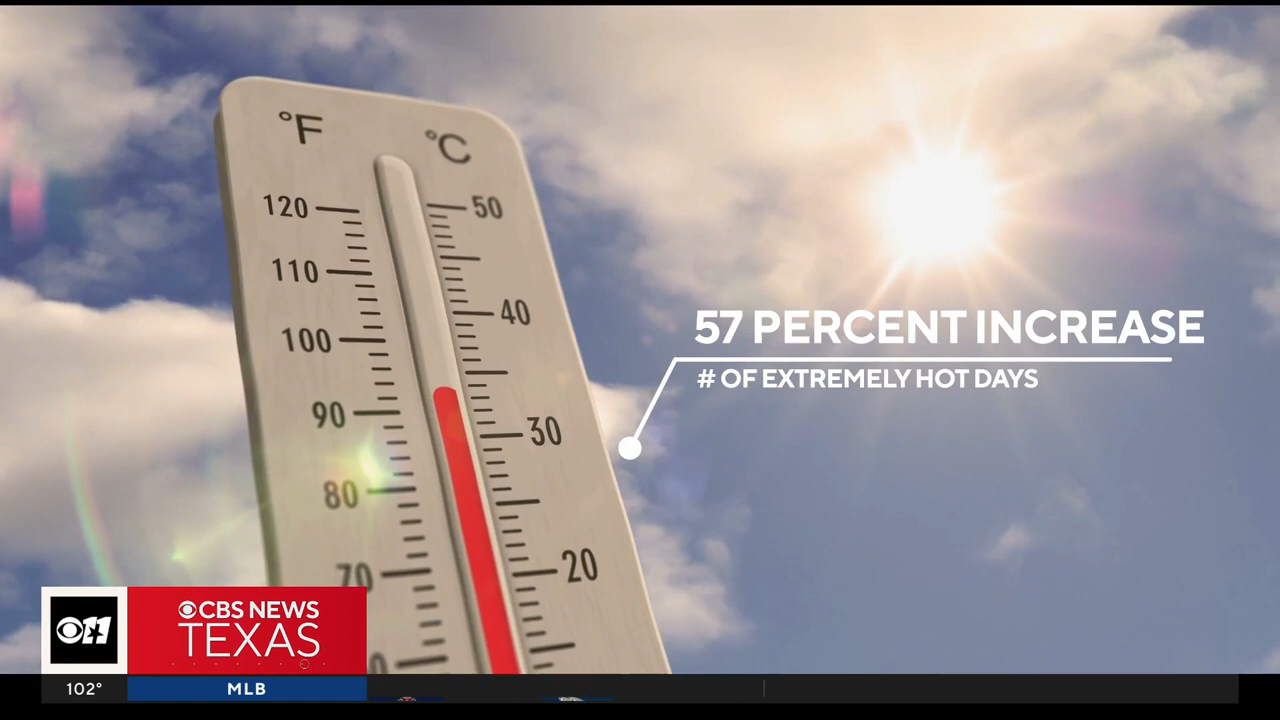 °F °C
120 50
110
100 40
90 30
80
70 20
57 PERCENT INCREASE
# OF EXTREMELY HOT DAYS
11
CBS NEWS
TEXAS
102° MLB